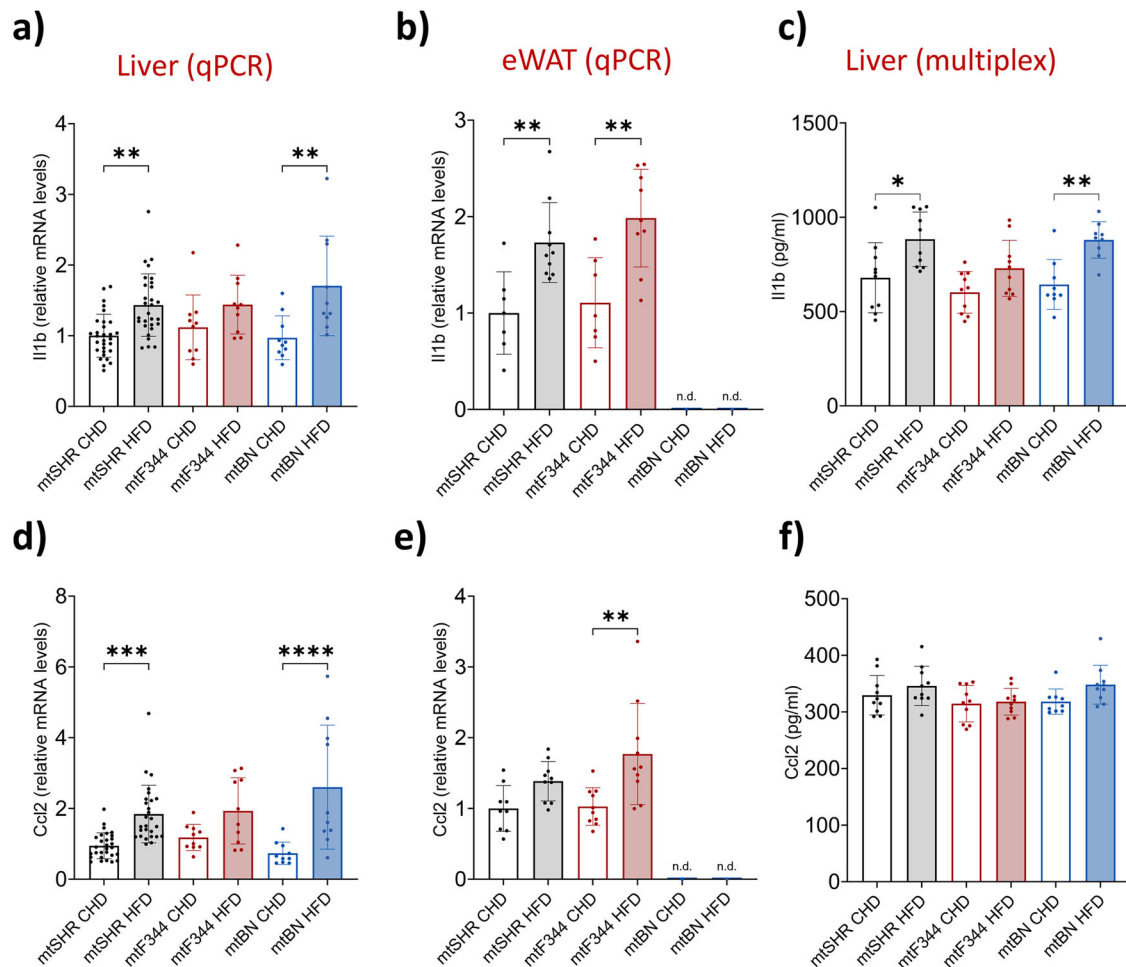 a)
Liver (qPCR)
Il1b (relative mRNA levels)
4
3
2
1
0
**
**
mtSHR CHD
mtSHR HFD
mtF344 CHD
mtF344 HFD
mtBN CHD
mtBN HFD
b)
eWAT (qPCR)
Il1b (relative mRNA levels)
3
2
1
0
**
**
n.d.
n.d.
mtSHR CHD
mtSHR HFD
mtF344 CHD
mtF344 HFD
mtBN CHD
mtBN HFD
c)
Liver (multiplex)
Il1b (pg/ml)
1500
1000
500
0
*
**
mtSHR CHD
mtSHR HFD
mtF344 CHD
mtF344 HFD
mtBN CHD
mtBN HFD
d)
Ccl2 (relative mRNA levels)
8
6
4
2
0
***
****
mtSHR CHD
mtSHR HFD
mtF344 CHD
mtF344 HFD
mtBN CHD
mtBN HFD
e)
Ccl2 (relative mRNA levels)
4
3
2
1
0
**
n.d.
n.d.
mtSHR CHD
mtSHR HFD
mtF344 CHD
mtF344 HFD
mtBN CHD
mtBN HFD
f)
Ccl2 (pg/ml)
500
400
300
200
100
0
mtSHR CHD
mtSHR HFD
mtF344 CHD
mtF344 HFD
mtBN CHD
mtBN HFD